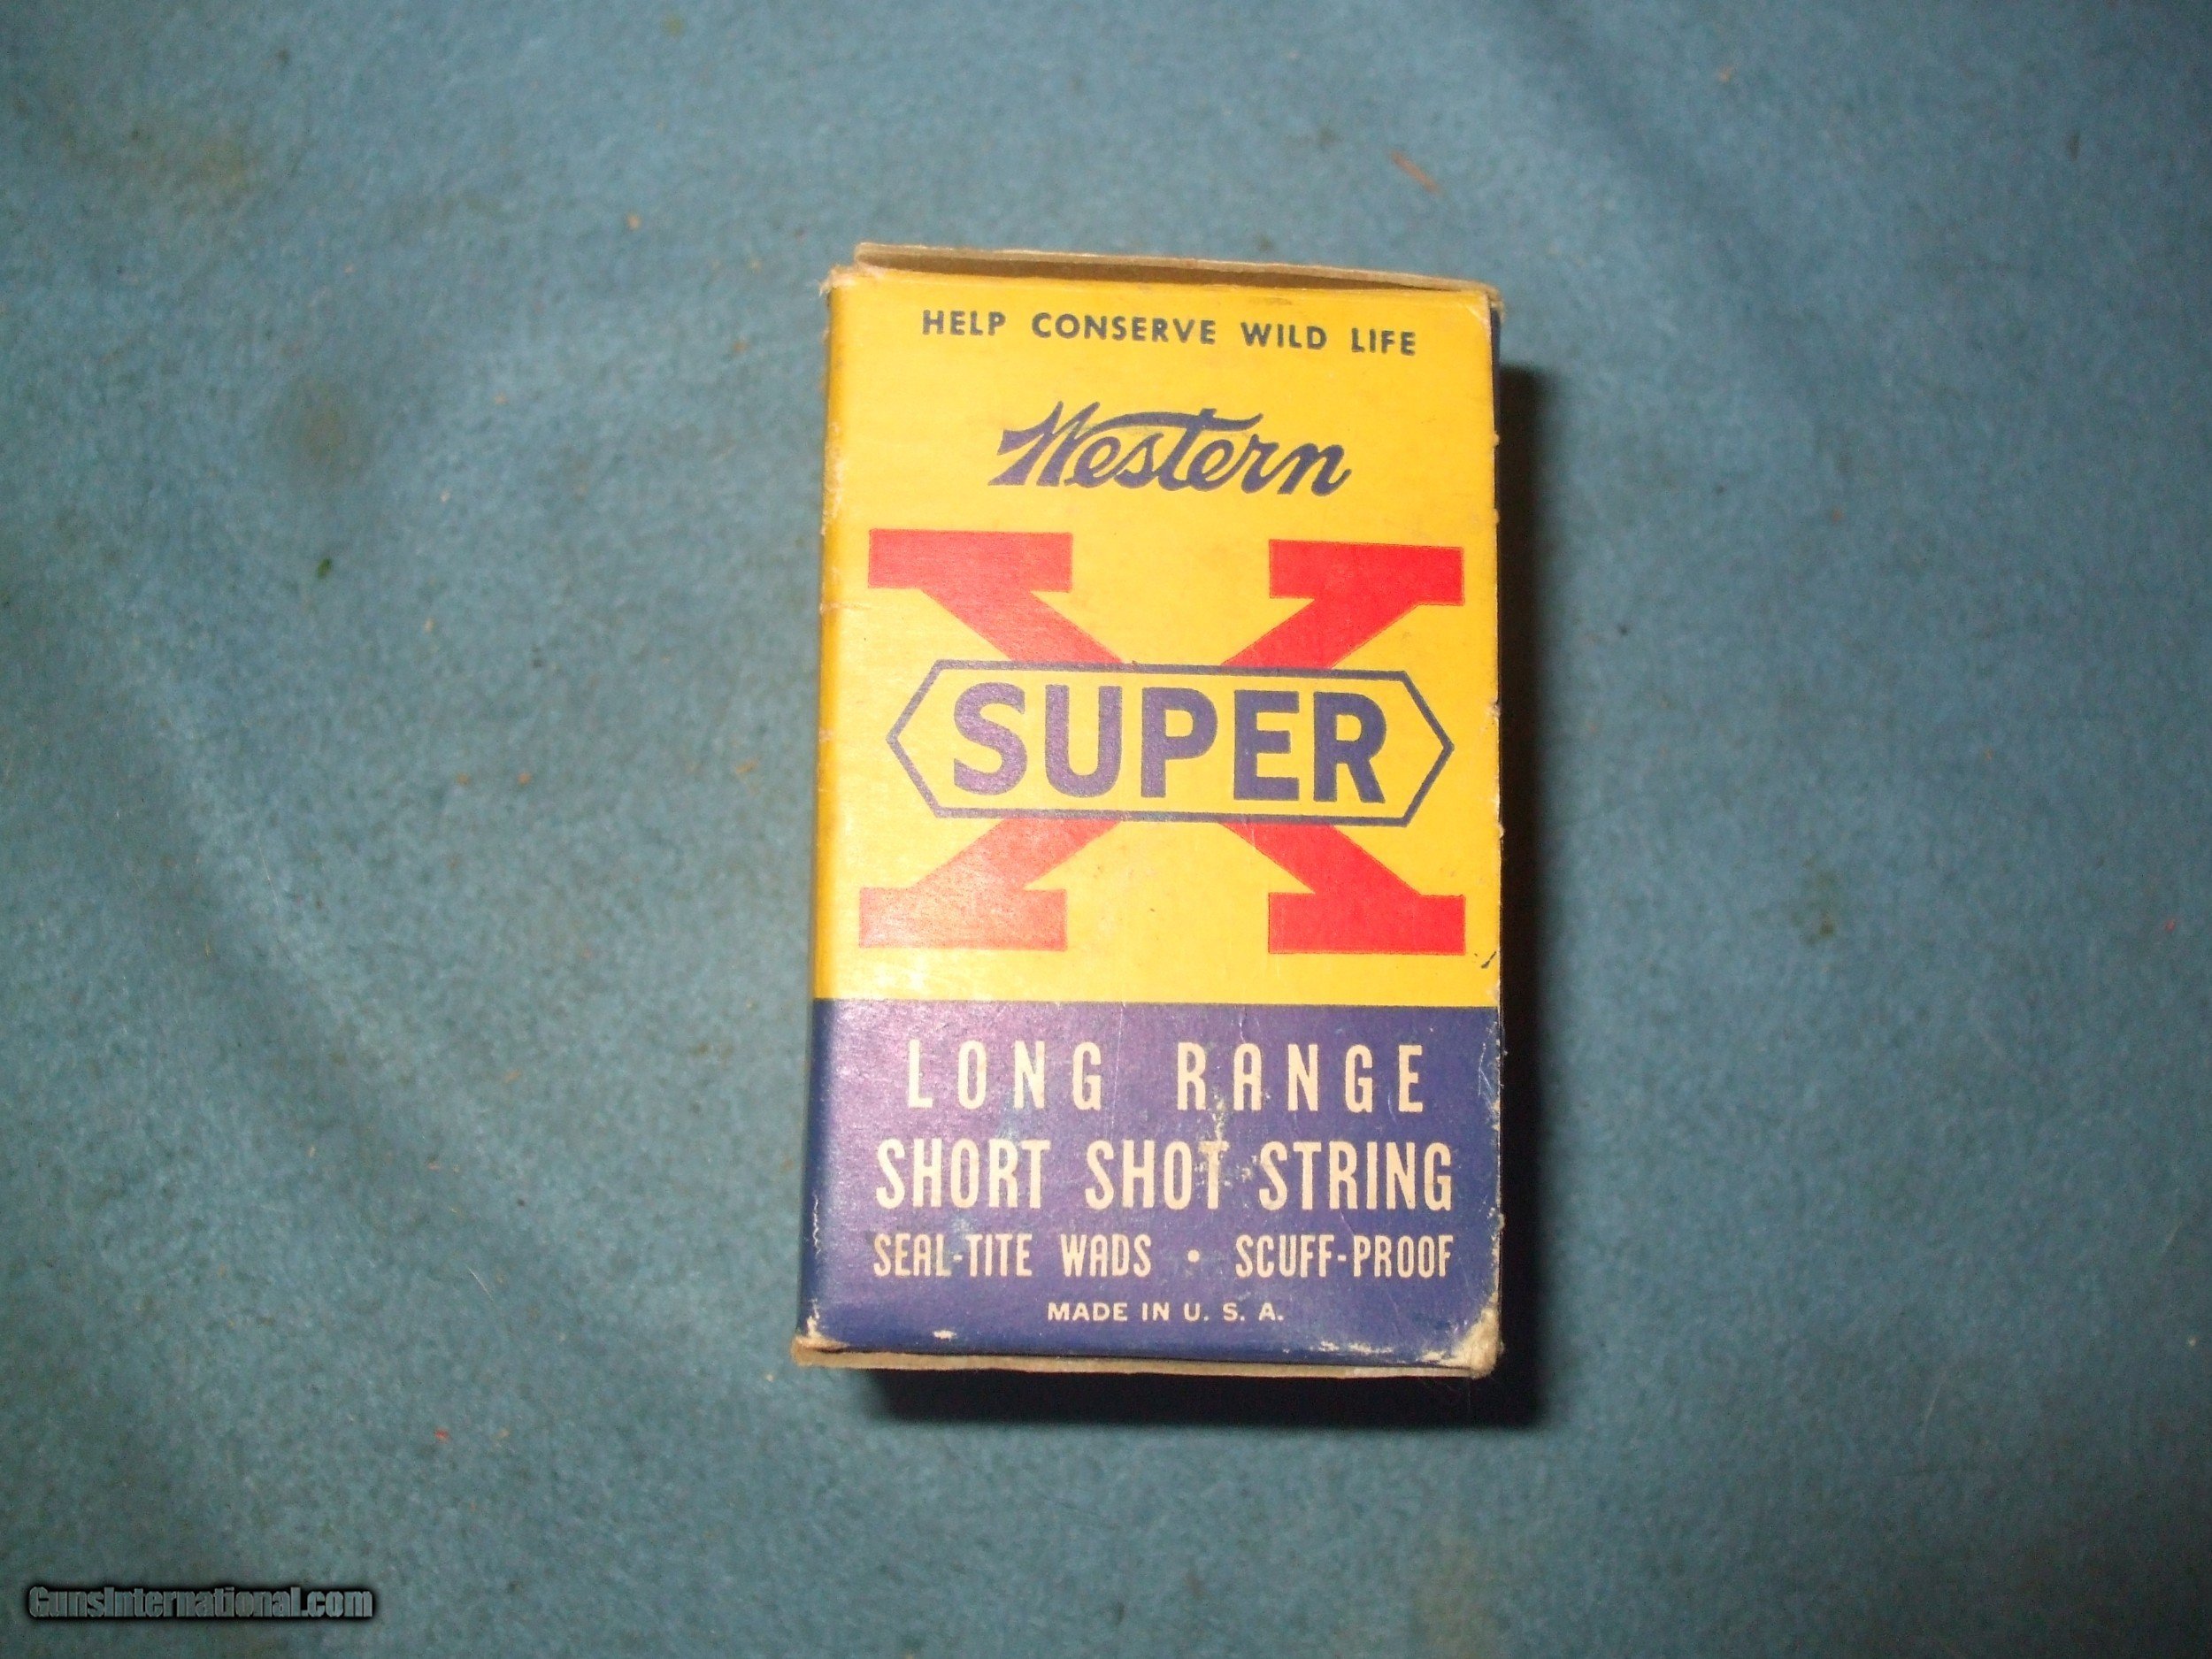 HELP CONSERVE WILD LIFE
Western
X
SUPER
LONG RANGE
SHORT SHOT STRING
SEAL-TITE WADS • SCUFF-PROOF
MADE IN U. S. A.
GunsInternational.com